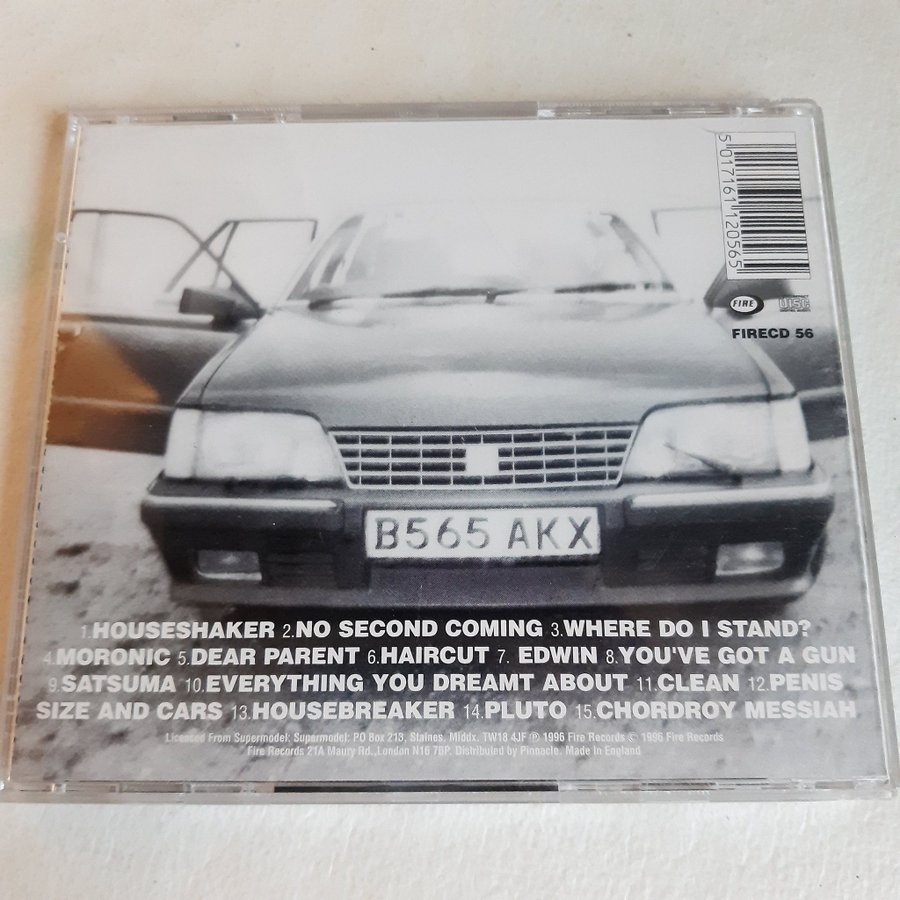 5 017161 120565
FIRE
DISC
DIGITAL AUDIO
FIRECD 56
B565 AKX
1.HOUSESHAKER 2.NO SECOND COMING 3.WHERE DO I STAND?
4.MORONIC 5.DEAR PARENT 6.HAIRCUT 7. EDWIN 8.YOU'VE GOT A GUN
9.SATSUMA 10.EVERYTHING YOU DREAMT ABOUT 11.CLEAN 12.PENIS
SIZE AND CARS 13.HOUSEBREAKER 14.PLUTO 15.CHORDROY MESSIAH
Licenced From Supermodel; Supermodel: PO Box 213, Staines, Middx, TW18 4JF ℗ 1996 Fire Records © 1996 Fire Records
Fire Records 21A Maury Rd.,London N16 7BP. Distributed by Pinnacle. Made In England